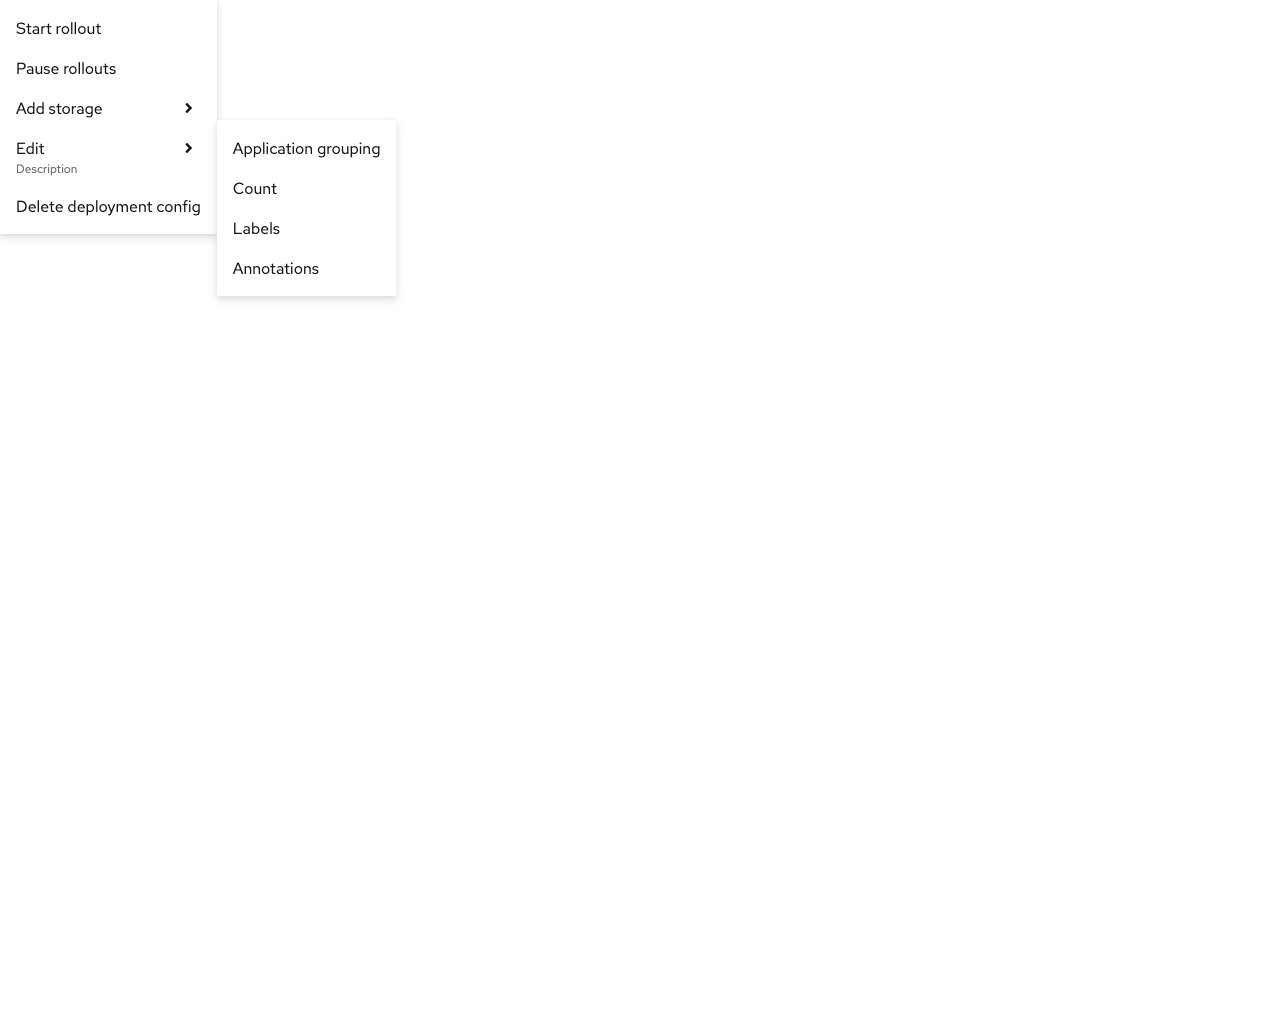 Start rollout
Pause rollouts
Add storage
Edit
Description
Delete deployment config
Application grouping
Count
Labels
Annotations